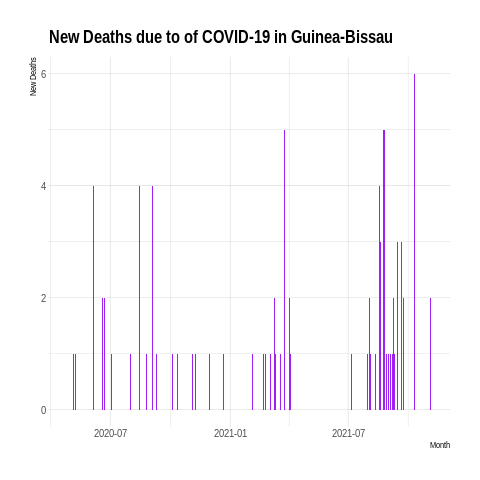 New Deaths due to of COVID-19 in Guinea-Bissau
New Deaths
6
4
2
0
2020-07 2021-01 2021-07
Month